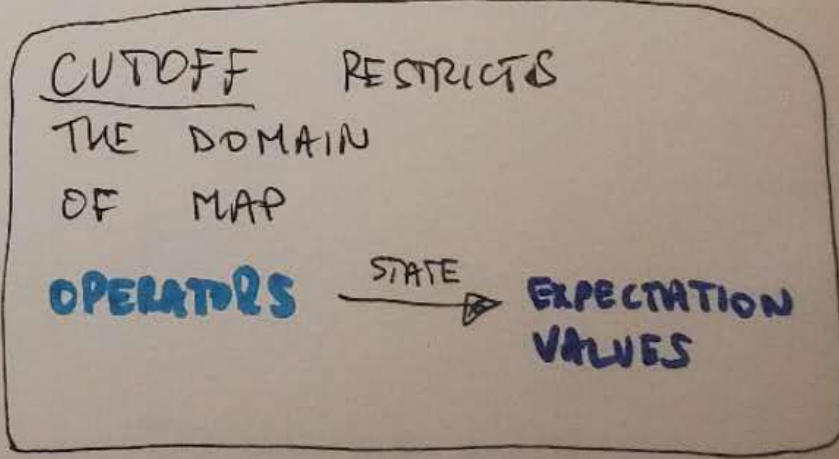 CUTOFF RESTRICTS
THE DOMAIN
OF MAP
STATE
OPERATORS EXPECTATION
VALUES